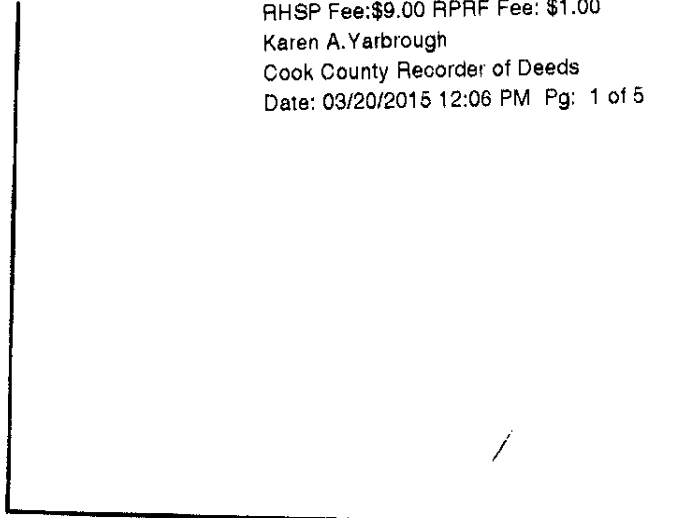 RHSP Fee:$9.00 RPRF Fee: $1.00
Karen A.Yarbrough
Cook County Recorder of Deeds
Date: 03/20/2015 12:06 PM Pg: 1 of 5